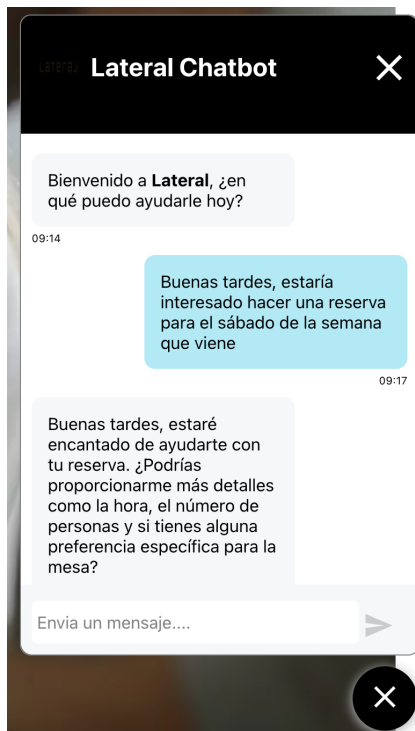 Lateral
Lateral Chatbot
Bienvenido a Lateral, ¿en
qué puedo ayudarle hoy?
09:14
Buenas tardes, estaría
interesado hacer una reserva
para el sábado de la semana
que viene
09:17
Buenas tardes, estaré
encantado de ayudarte con
tu reserva. ¿Podrías
proporcionarme más detalles
como la hora, el número de
personas y si tienes alguna
preferencia específica para la
mesa?
Envia un mensaje....